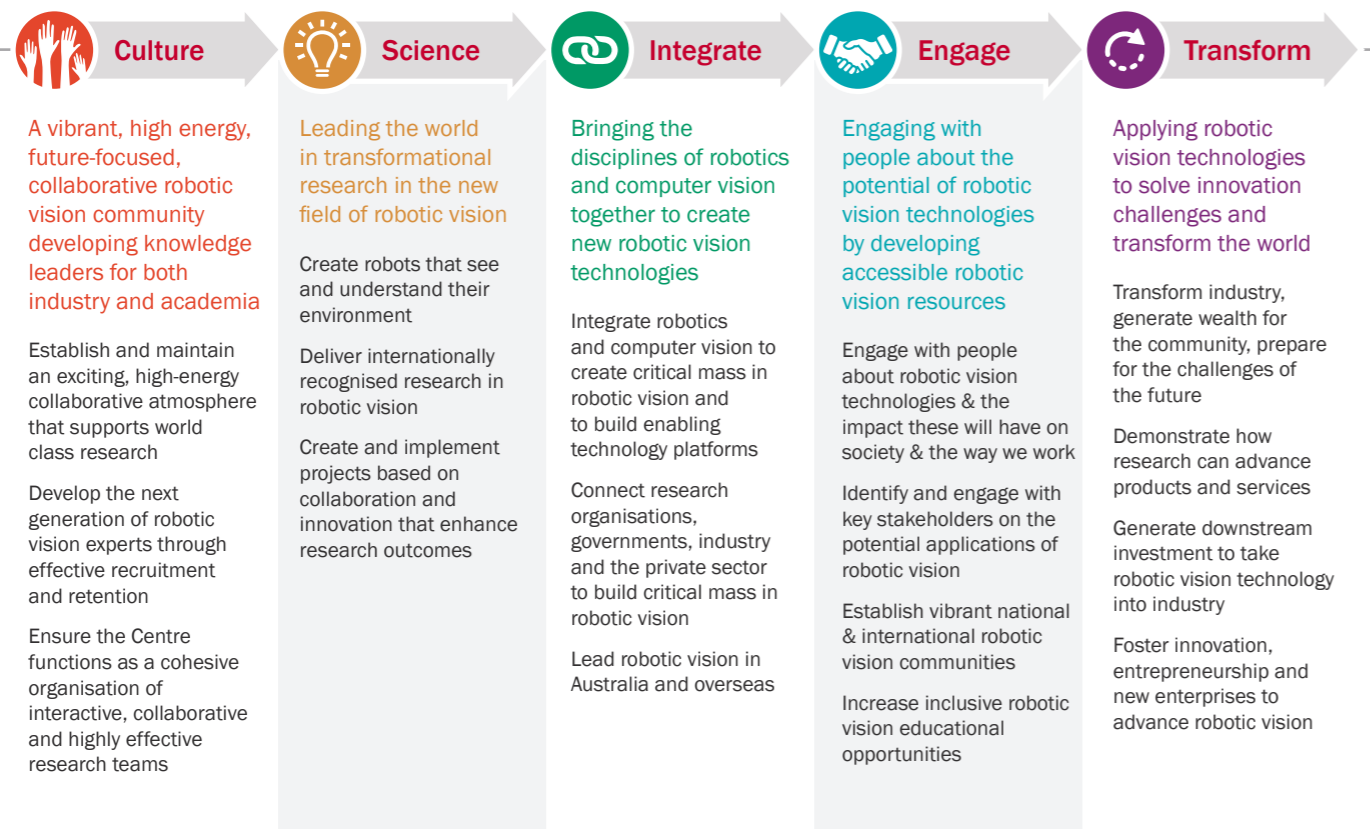 Culture
A vibrant, high energy,
future-focused,
collaborative robotic
vision community
developing knowledge
leaders for both
industry and academia
Establish and maintain
an exciting, high-energy
collaborative atmosphere
that supports world
class research
Develop the next
generation of robotic
vision experts through
effective recruitment
and retention
Ensure the Centre
functions as a cohesive
organisation of
interactive, collaborative
and highly effective
research teams
Science
Leading the world
in transformational
research in the new
field of robotic vision
Create robots that see
and understand their
environment
Deliver internationally
recognised research in
robotic vision
Create and implement
projects based on
collaboration and
innovation that enhance
research outcomes
Integrate
Bringing the
disciplines of robotics
and computer vision
together to create
new robotic vision
technologies
Integrate robotics
and computer vision to
create critical mass in
robotic vision and
to build enabling
technology platforms
Connect research
organisations,
governments, industry
and the private sector
to build critical mass in
robotic vision
Lead robotic vision in
Australia and overseas
Engage
Engaging with
people about the
potential of robotic
vision technologies
by developing
accessible robotic
vision resources
Engage with people
about robotic vision
technologies & the
impact these will have on
society & the way we work
Identify and engage with
key stakeholders on the
potential applications of
robotic vision
Establish vibrant national
& international robotic
vision communities
Increase inclusive robotic
vision educational
opportunities
Transform
Applying robotic
vision technologies
to solve innovation
challenges and
transform the world
Transform industry,
generate wealth for
the community, prepare
for the challenges of
the future
Demonstrate how
research can advance
products and services
Generate downstream
investment to take
robotic vision technology
into industry
Foster innovation,
entrepreneurship and
new enterprises to
advance robotic vision